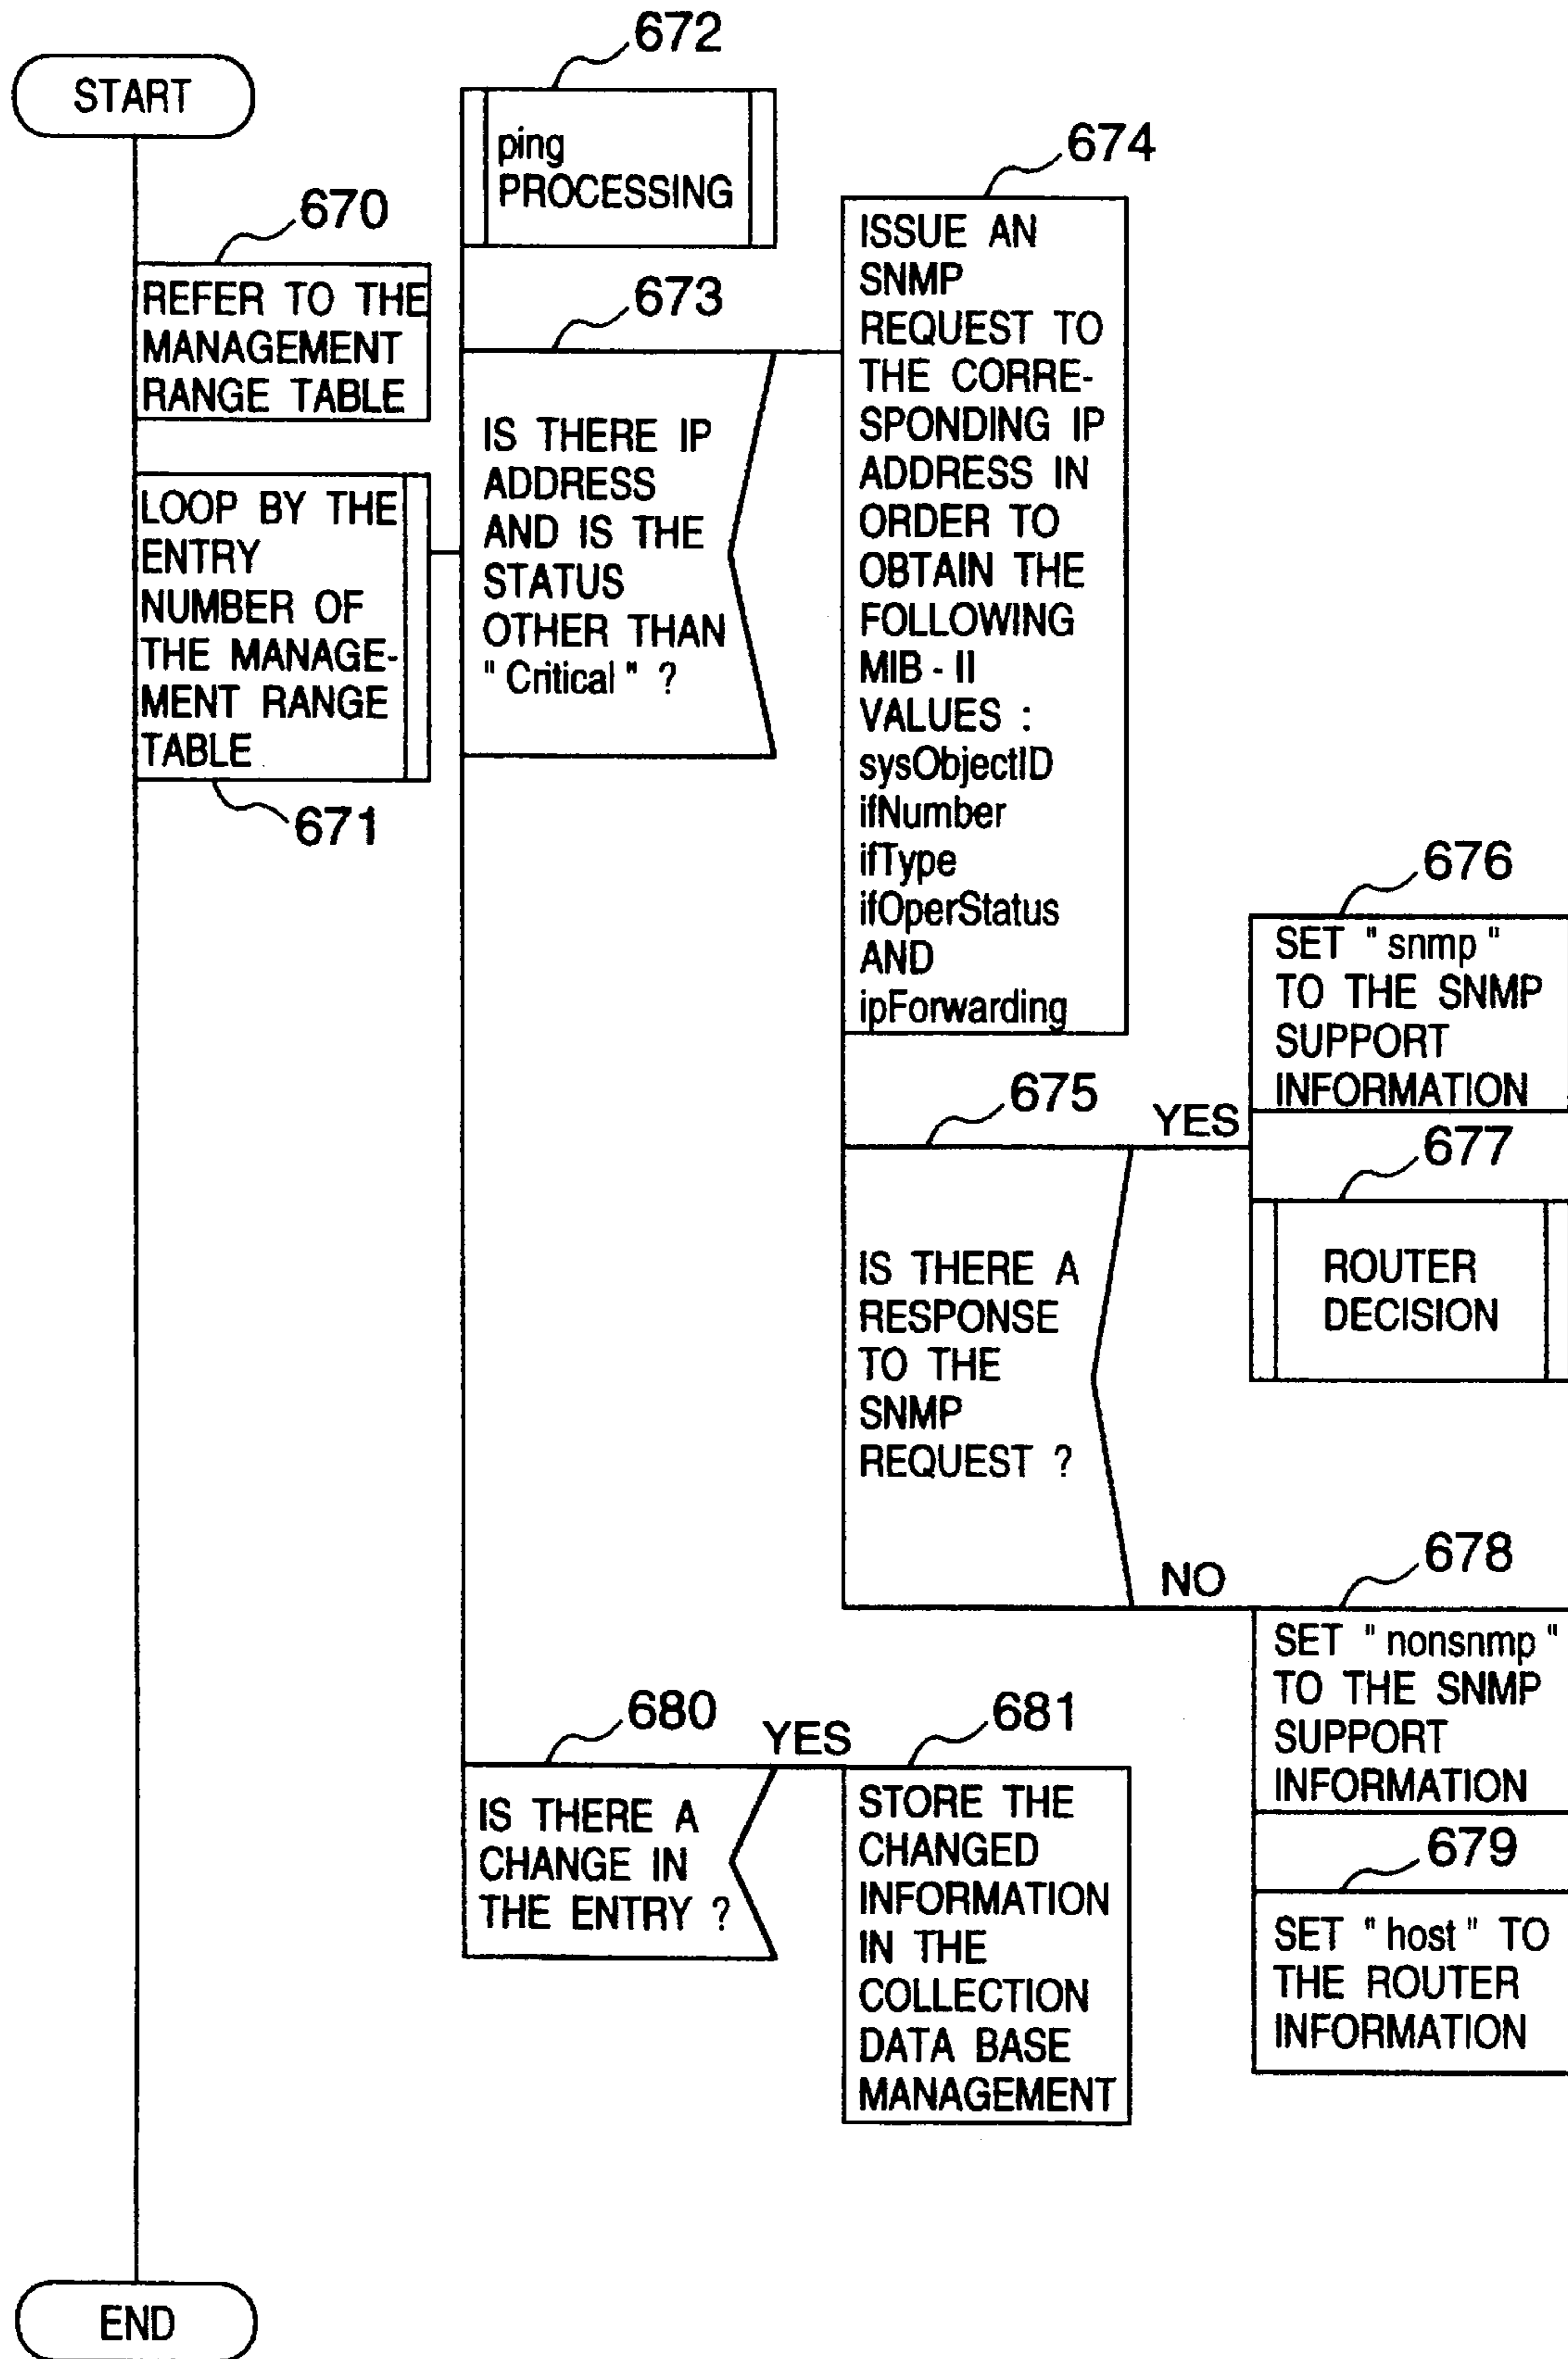 START
670
REFER TO THE
MANAGEMENT
RANGE TABLE
LOOP BY THE
ENTRY
NUMBER OF
THE MANAGE-
MENT RANGE
TABLE
671
672
ping
PROCESSING
673
IS THERE IP
ADDRESS
AND IS THE
STATUS
OTHER THAN
" Critical " ?
674
ISSUE AN
SNMP
REQUEST TO
THE CORRE-
SPONDING IP
ADDRESS IN
ORDER TO
OBTAIN THE
FOLLOWING
MIB - II
VALUES :
sysObjectID
ifNumber
ifType
ifOperStatus
AND
ipForwarding
675
YES
IS THERE A
RESPONSE
TO THE
SNMP
REQUEST ?
NO
676
SET " snmp "
TO THE SNMP
SUPPORT
INFORMATION
677
ROUTER
DECISION
678
SET " nonsnmp "
TO THE SNMP
SUPPORT
INFORMATION
679
SET " host " TO
THE ROUTER
INFORMATION
680
YES
IS THERE A
CHANGE IN
THE ENTRY ?
681
STORE THE
CHANGED
INFORMATION
IN THE
COLLECTION
DATA BASE
MANAGEMENT
END